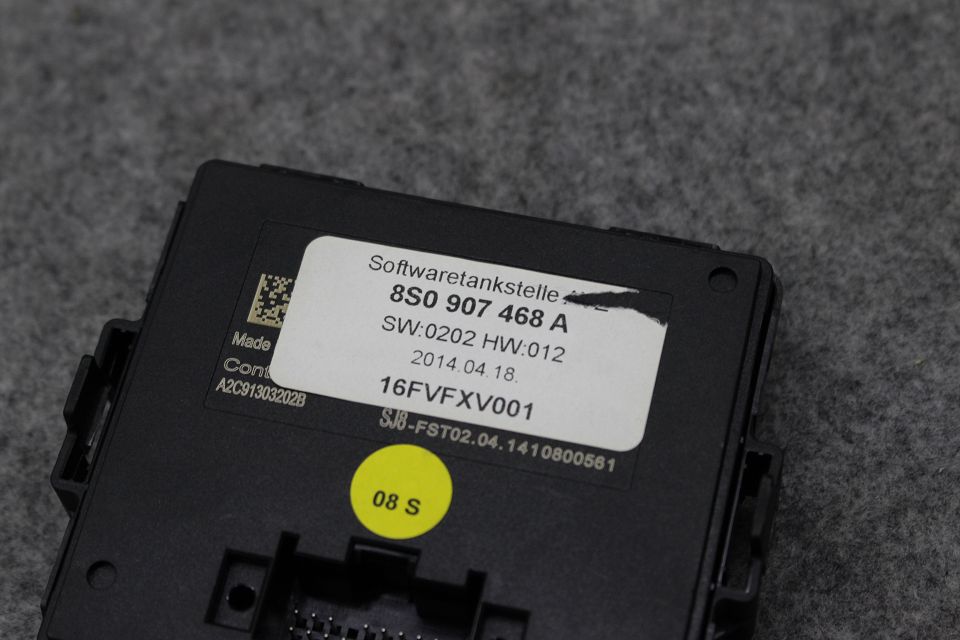 Softwaretankstelle
8S0 907 468 A
SW:0202 HW:012
2014.04.18.
16FVFXV001
Made
Cont
A2C91303202B
SJ8-FST02.04.1410800561
08 S